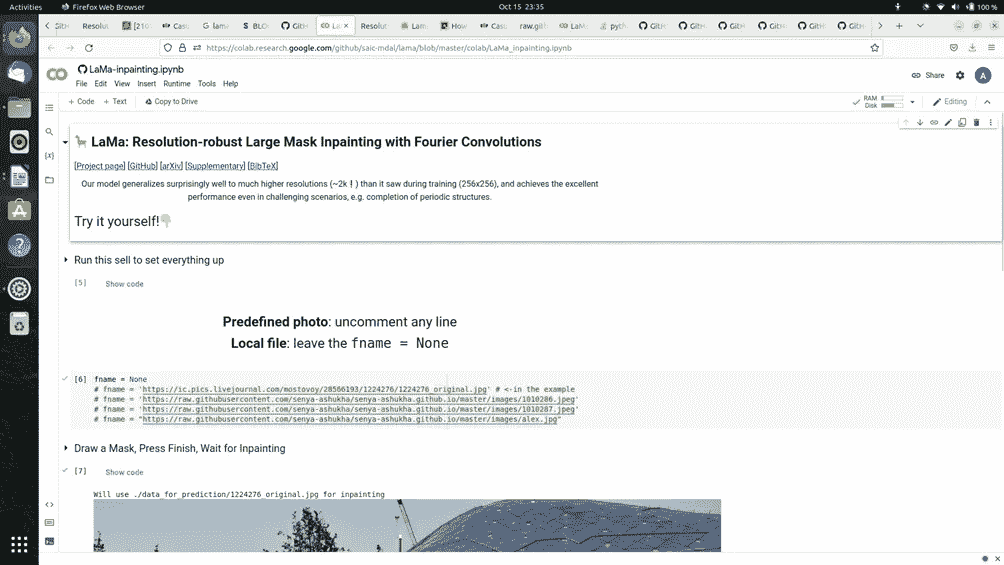 Activities
Firefox Web Browser
Oct 15 23:35
100 %
Resolu
[210
Cas
lama
BLO
GitH
La
Resolut
Lam
How
Cas
raw.git
LaMa
pyth
GitH
GitH
GitH
GitH
GitH
https://colab.research.google.com/github/saic-mdal/lama/blob/master/colab/LaMa_inpainting.ipynb
LaMa-inpainting.ipynb
File Edit View Insert Runtime Tools Help
Share
A
+ Code + Text Copy to Drive
RAM
Disk
Editing
LaMa: Resolution-robust Large Mask Inpainting with Fourier Convolutions
[Project page] [GitHub] [arXiv] [Supplementary] [BibTeX]
Our model generalizes surprisingly well to much higher resolutions (~2k❗) than it saw during training (256x256), and achieves the excellent
performance even in challenging scenarios, e.g. completion of periodic structures.
Try it yourself!👇
Run this sell to set everything up
[5] Show code
Predefined photo: uncomment any line
Local file: leave the fname = None
[6] fname = None
# fname = 'https://ic.pics.livejournal.com/mostovoy/28566193/1224276/1224276_original.jpg' # <-in the example
# fname = 'https://raw.githubusercontent.com/senya-ashukha/senya-ashukha.github.io/master/images/1010286.jpeg'
# fname = 'https://raw.githubusercontent.com/senya-ashukha/senya-ashukha.github.io/master/images/1010287.jpeg'
# fname = "https://raw.githubusercontent.com/senya-ashukha/senya-ashukha.github.io/master/images/alex.jpg"
Draw a Mask, Press Finish, Wait for Inpainting
[7] Show code
Will use ./data_for_prediction/1224276_original.jpg for inpainting